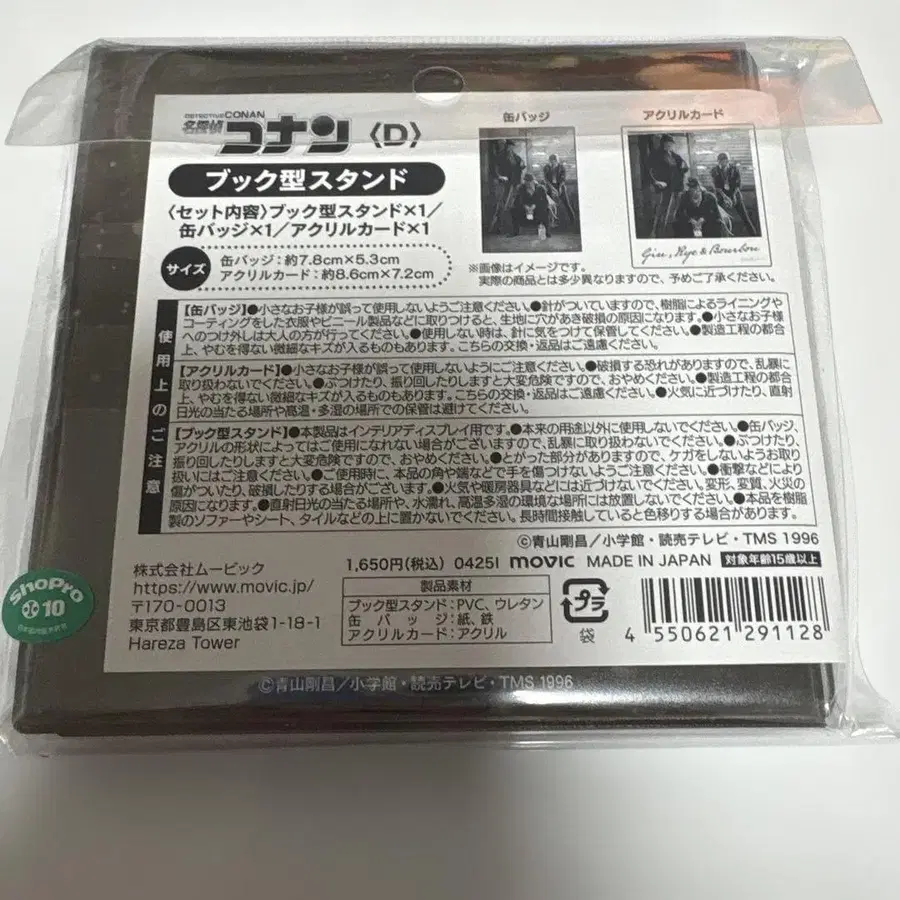 DETECTIVE CONAN
名探偵
コナン 〈D〉
ブック型スタンド
〈セット内容〉ブック型スタンド×1/
缶バッジ×1/アクリルカード×1
サイズ
缶バッジ:約7.8cm×5.3cm
アクリルカード:約8.6cm×7.2cm
缶バッジ
アクリルカード
Gin, Rye & Bourbon
※画像はイメージです。
実際の商品とは多少異なりますので、予めご了承ください。
使用上のご注意
【缶バッジ】●小さなお子様が誤って使用しないようご注意ください。●針がついていますので、樹脂によるライニングや
コーティングをした衣服やビニール製品などに取りつけると、生地に穴があき破損の原因になります。●小さなお子様
へのつけ外しは大人の方が行ってください。●使用しない時は、針に気をつけて保管してください。●製造工程の都合
上、やむを得ない微細なキズが入るものもあります。こちらの交換・返品はご遠慮ください。
【アクリルカード】●小さなお子様が誤って使用しないようにご注意ください。●破損する恐れがありますので、乱暴に
取り扱わないでください。●ぶつけたり、振り回したりしますと大変危険ですので、おやめください。●製造工程の都合
上、やむを得ない微細なキズが入るものもあります。こちらの交換・返品はご遠慮ください。●火気に近づけたり、直射
日光の当たる場所や高温・多湿の場所での保管は避けてください。
【ブック型スタンド】●本製品はインテリアディスプレイ用です。●本来の用途以外に使用しないでください。●缶バッジ、
アクリルの形状によってはご使用になれない場合がございますので、乱暴に取り扱わないでください。●ぶつけたり、
振り回したりしますと大変危険ですので、おやめください。●とがった部分がありますので、ケガをしないようお取り
扱いにはご注意ください。●ご使用時に、本品の角や端などで手を傷つけないようご注意ください。●衝撃などにより
傷がついたり、破損したりする場合がございます。●火気や暖房器具などには近づけないでください。変形、変質、火災の
原因になります。●直射日光の当たる場所や、水濡れ、高温多湿の環境な場所には放置しないでください。●本品を樹脂
製のソファーやシート、タイルなどの上に置かないでください。長時間接触していると色移りする場合があります。
©青山剛昌/小学館・読売テレビ・TMS 1996
株式会社ムービック
https://www.movic.jp/
〒170-0013
東京都豊島区東池袋1-18-1
Hareza Tower
1,650円(税込) 0425I movic MADE IN JAPAN 対象年齢15歳以上
製品素材
ブック型スタンド:PVC、ウレタン
缶バッジ:紙、鉄
アクリルカード:アクリル
プラ
袋
4 550621 291128
ShoPro
10
©青山剛昌/小学館・読売テレビ・TMS 1996